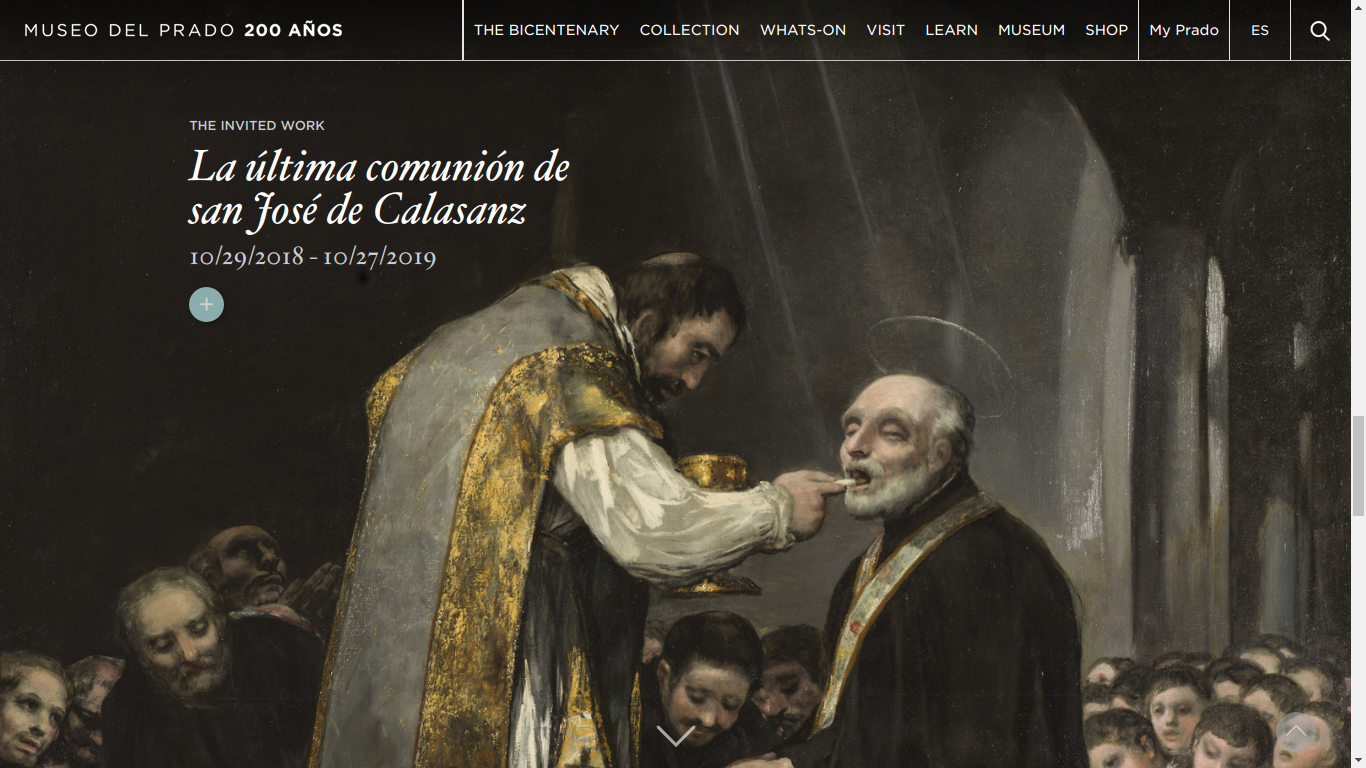 MUSEO DEL PRADO 200 AÑOS
THE BICENTENARY COLLECTION WHATS-ON VISIT LEARN MUSEUM SHOP My Prado ES
THE INVITED WORK
La última comunión de
san José de Calasanz
10/29/2018 - 10/27/2019